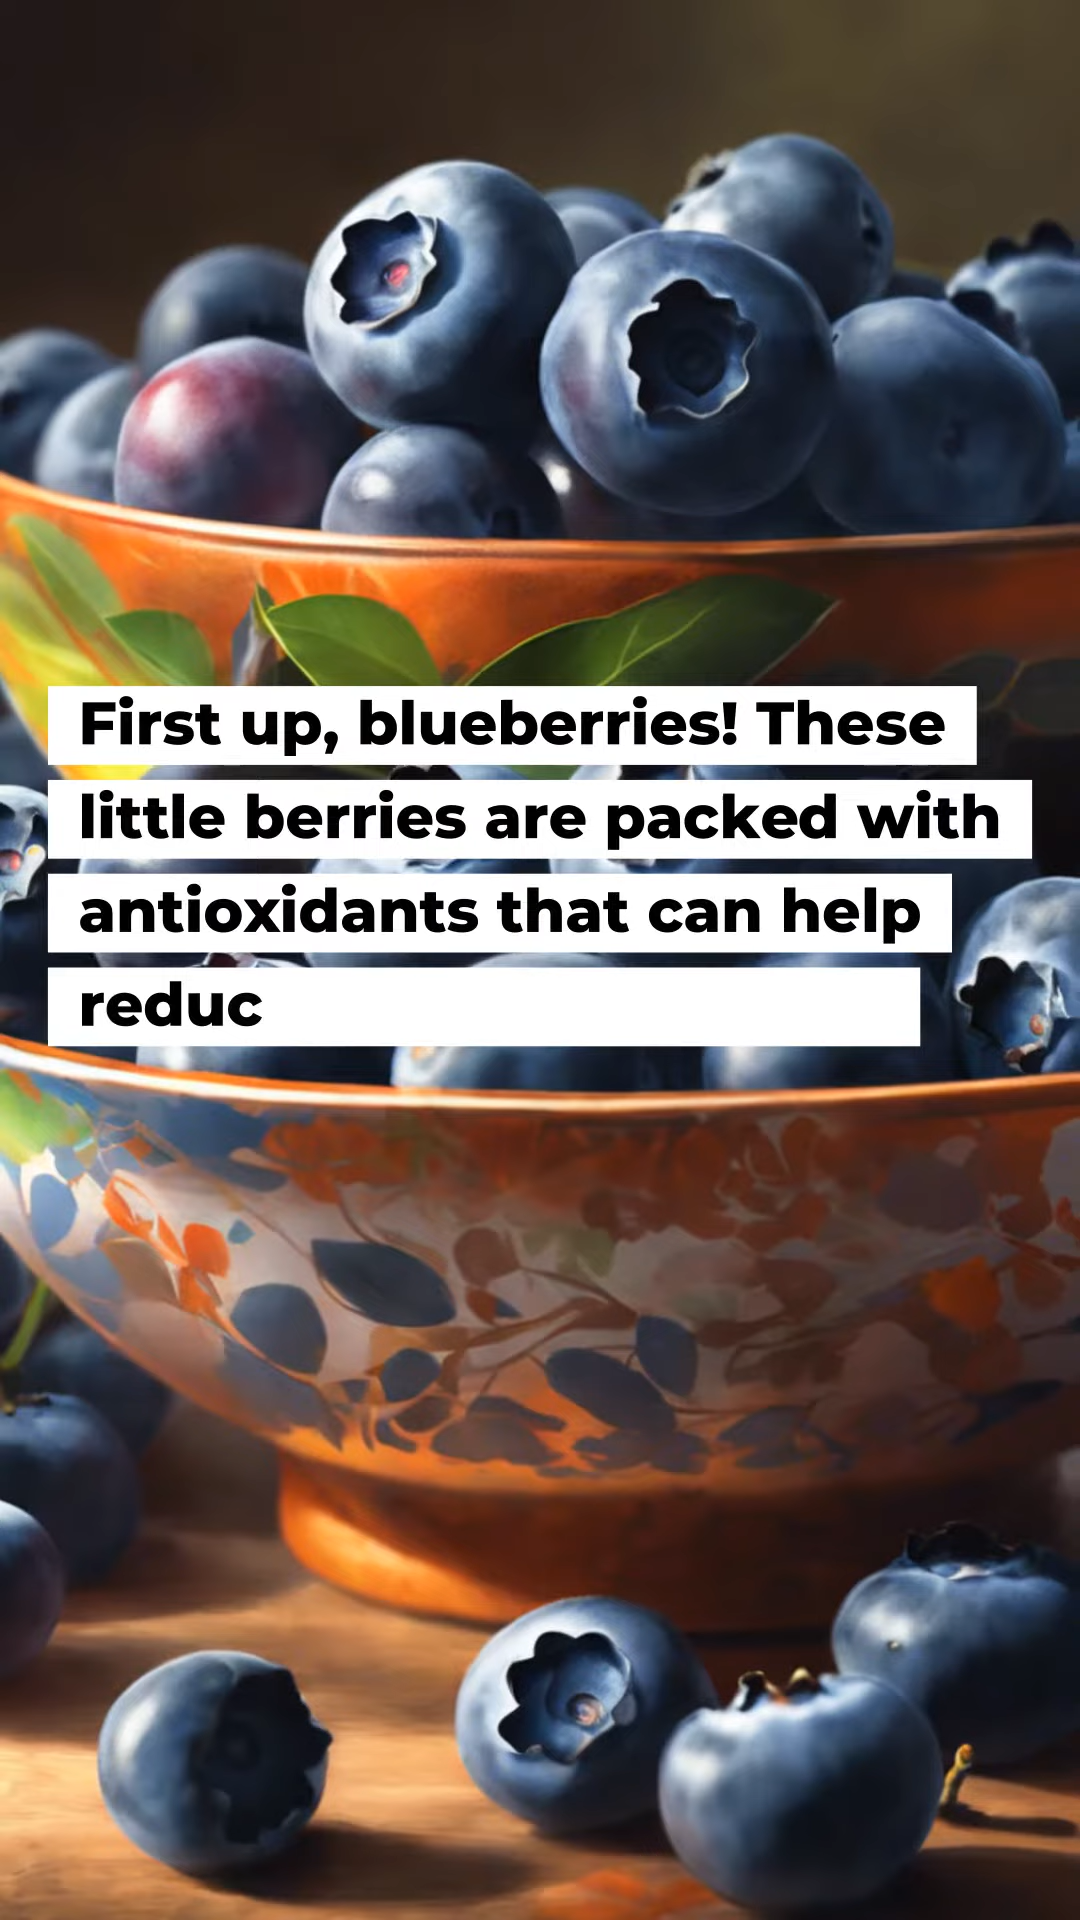 First up, blueberries! These
little berries are packed with
antioxidants that can help
reduc